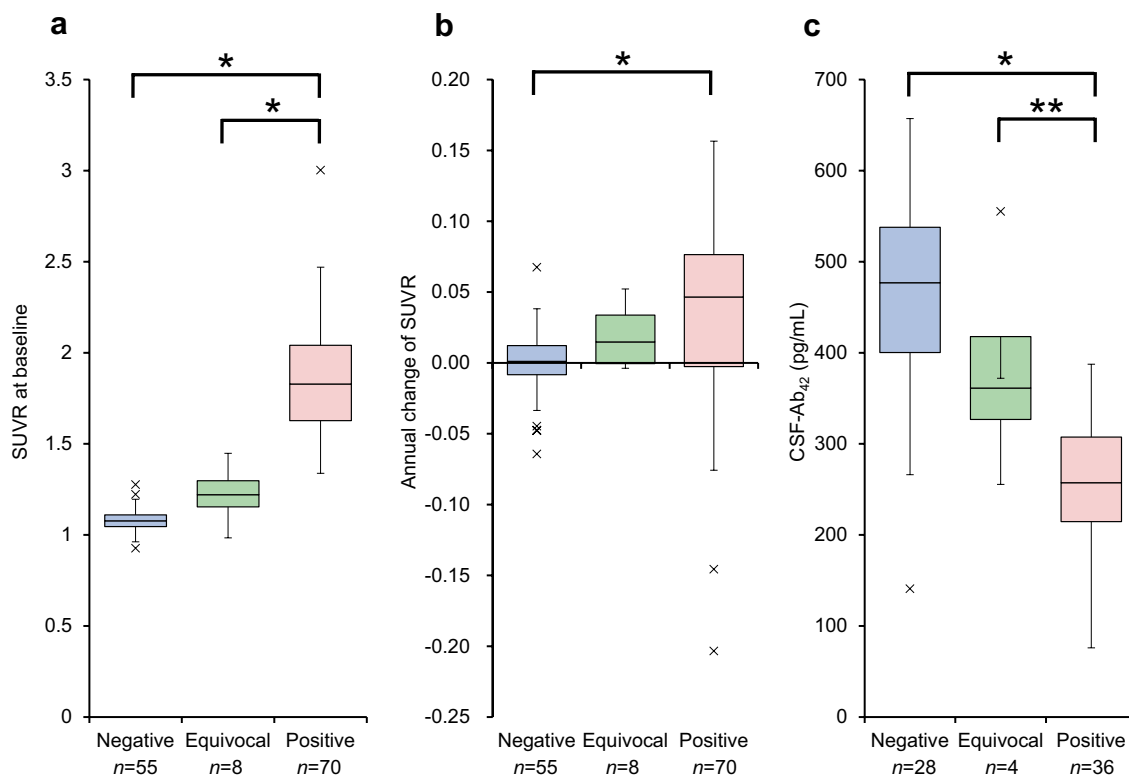 a
*
*
SUVR at baseline
3.5
3
2.5
2
1.5
1
0.5
0
Negative Equivocal Positive
n=55 n=8 n=70
b
*
Annual change of SUVR
0.20
0.15
0.10
0.05
0.00
-0.05
-0.10
-0.15
-0.20
-0.25
Negative Equivocal Positive
n=55 n=8 n=70
c
*
**
CSF-Ab42 (pg/mL)
700
600
500
400
300
200
100
0
Negative Equivocal Positive
n=28 n=4 n=36